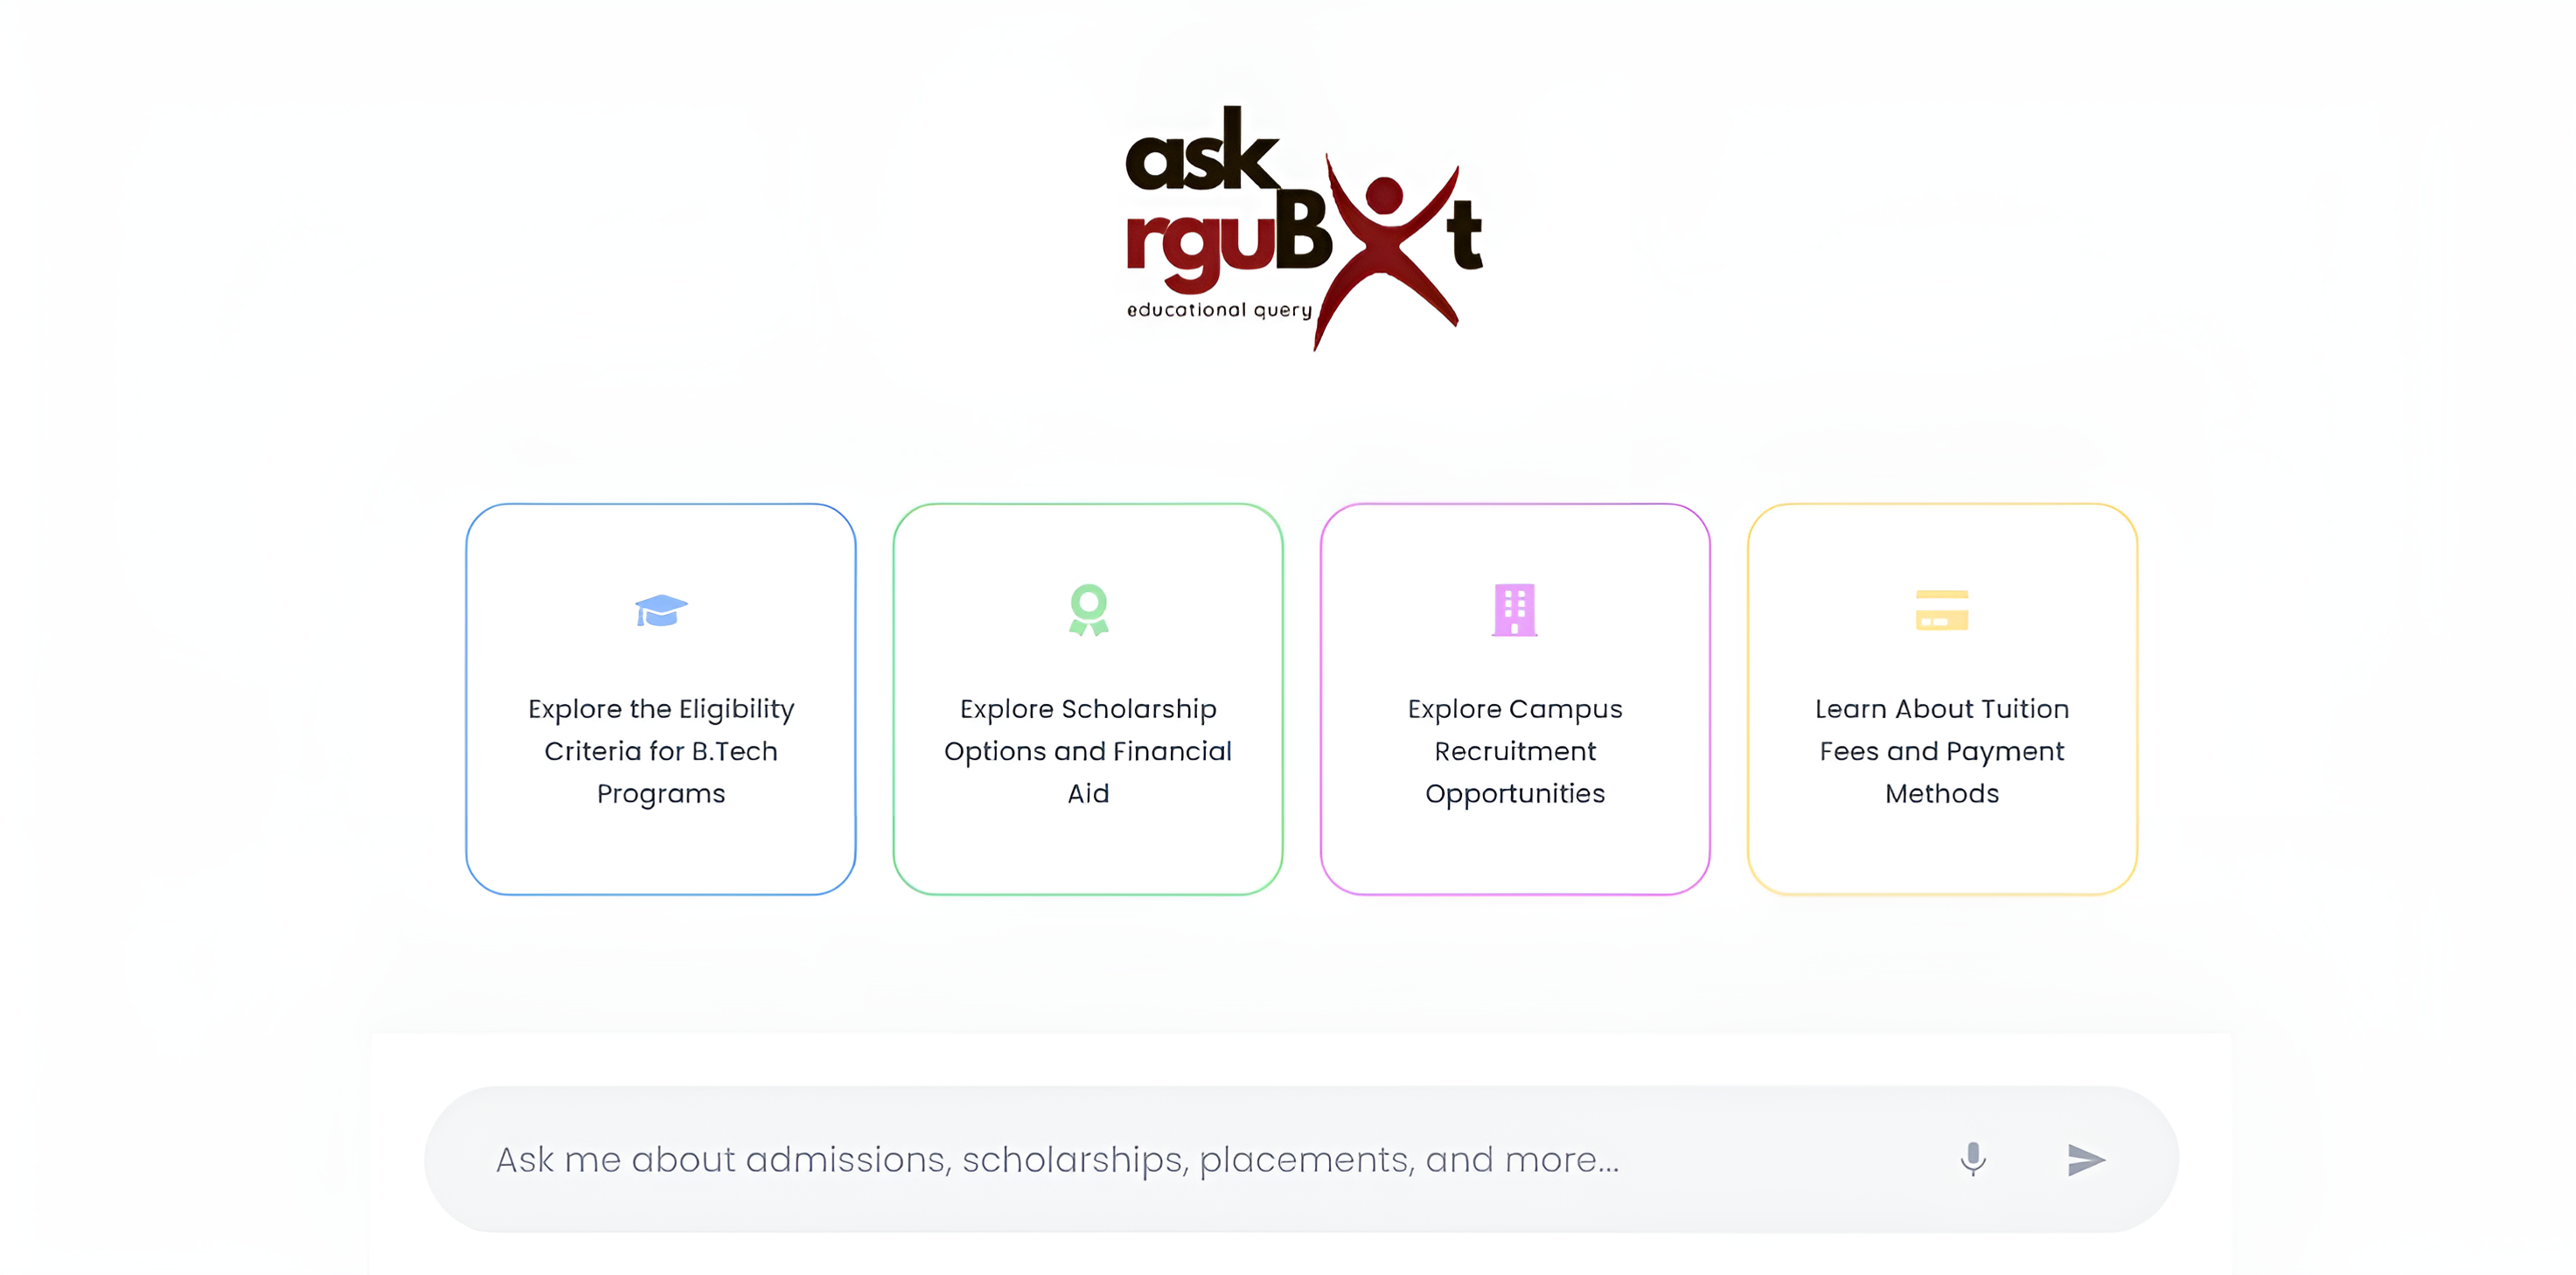 ask
rguBot
educational query
Explore the Eligibility
Criteria for B.Tech
Programs
Explore Scholarship
Options and Financial
Aid
Explore Campus
Recruitment
Opportunities
Learn About Tuition
Fees and Payment
Methods
Ask me about admissions, scholarships, placements, and more...